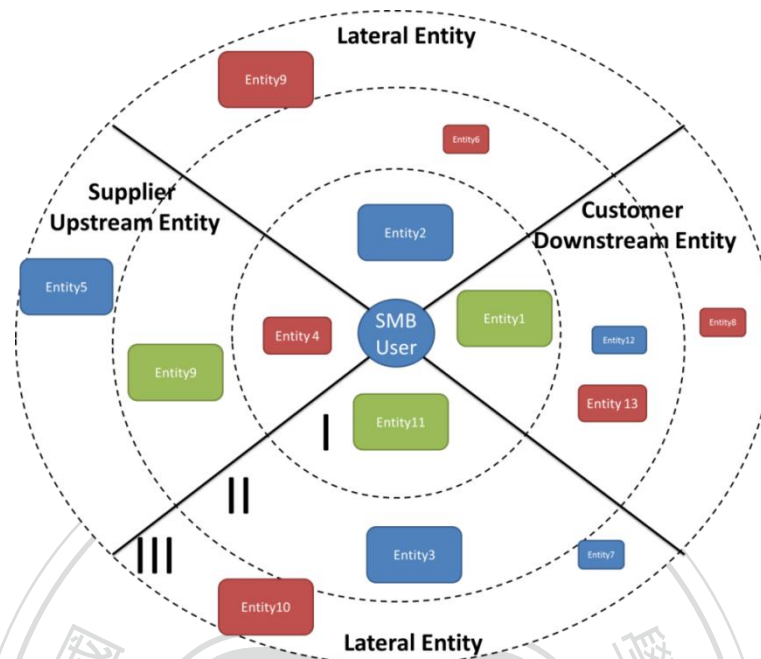 Lateral Entity
Entity9
Entity6
Supplier
Upstream Entity
Customer
Downstream Entity
Entity2
Entity5
SMB
User
Entity1
Entity8
Entity 4
Entity12
Entity9
Entity 13
Entity11
I
II
III
Entity3
Entity7
Entity10
Lateral Entity